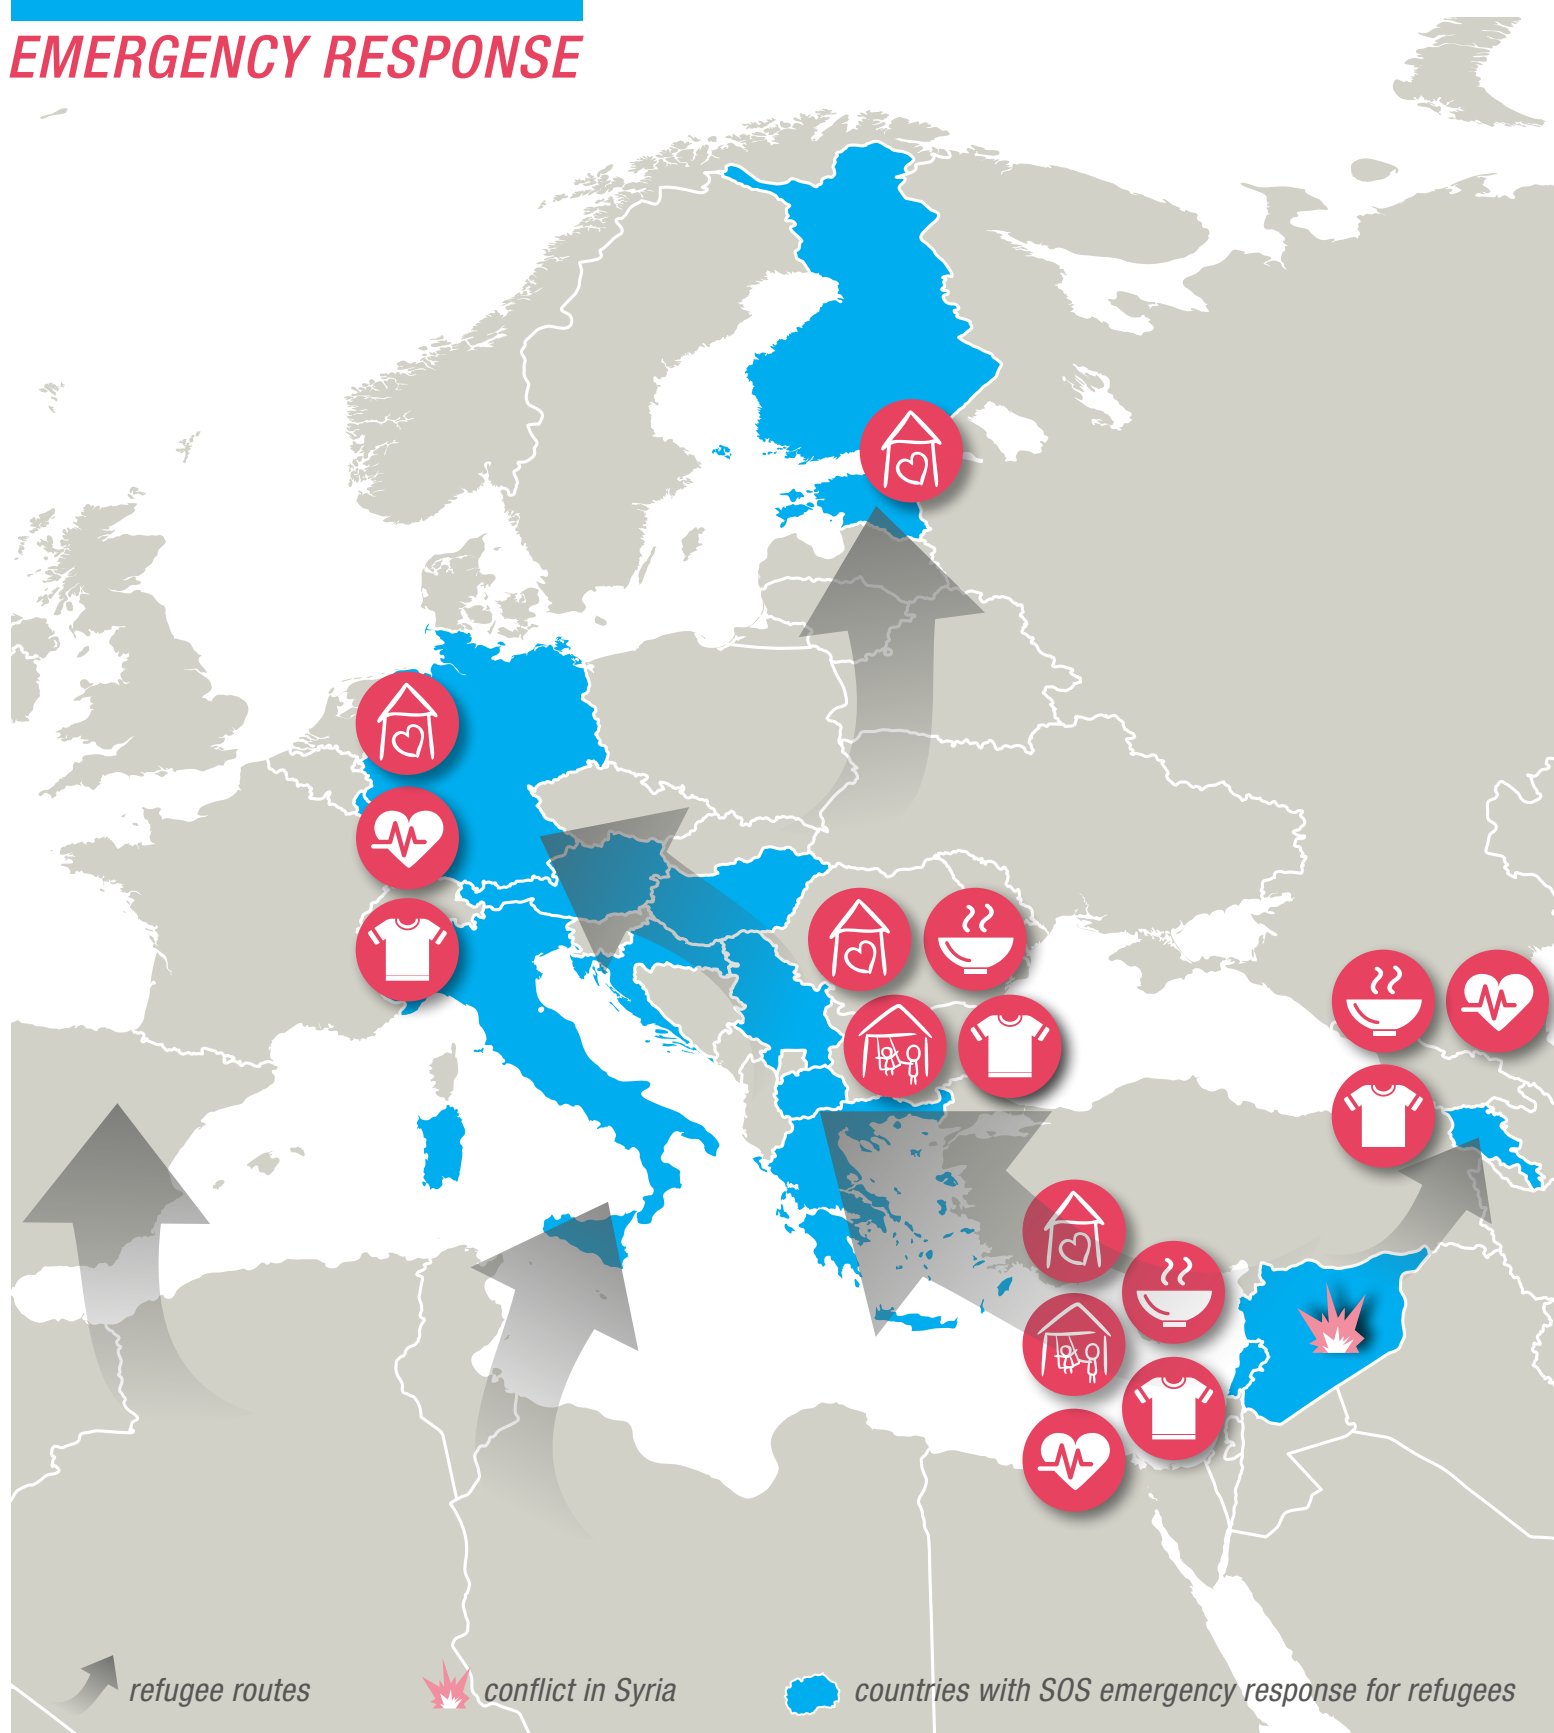 EMERGENCY RESPONSE
refugee routes
conflict in Syria
countries with SOS emergency response for refugees